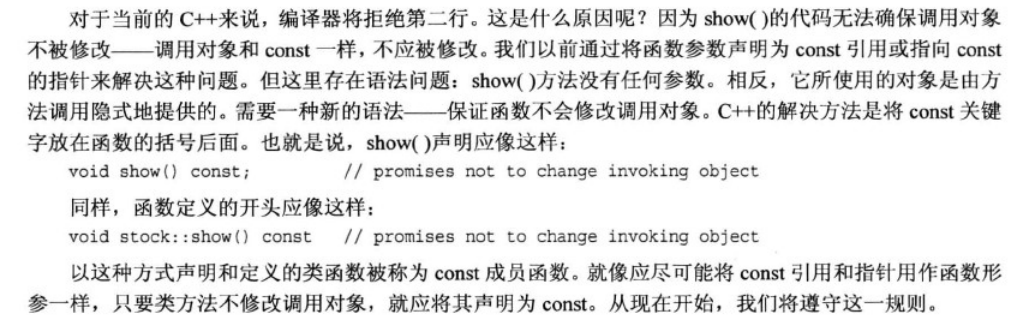 对于当前的 C++来说，编译器将拒绝第二行。这是什么原因呢？因为 show( )的代码无法确保调用对象
不被修改——调用对象和 const 一样，不应被修改。我们以前通过将函数参数声明为 const 引用或指向 const
的指针来解决这种问题。但这里存在语法问题：show( )方法没有任何参数。相反，它所使用的对象是由方
法调用隐式地提供的。需要一种新的语法——保证函数不会修改调用对象。C++的解决方法是将 const 关键
字放在函数的括号后面。也就是说，show( )声明应像这样：
void show() const;          // promises not to change invoking object
同样，函数定义的开头应像这样：
void stock::show() const   // promises not to change invoking object
以这种方式声明和定义的类函数被称为 const 成员函数。就像应尽可能将 const 引用和指针用作函数形
参一样，只要类方法不修改调用对象，就应将其声明为 const。从现在开始，我们将遵守这一规则。